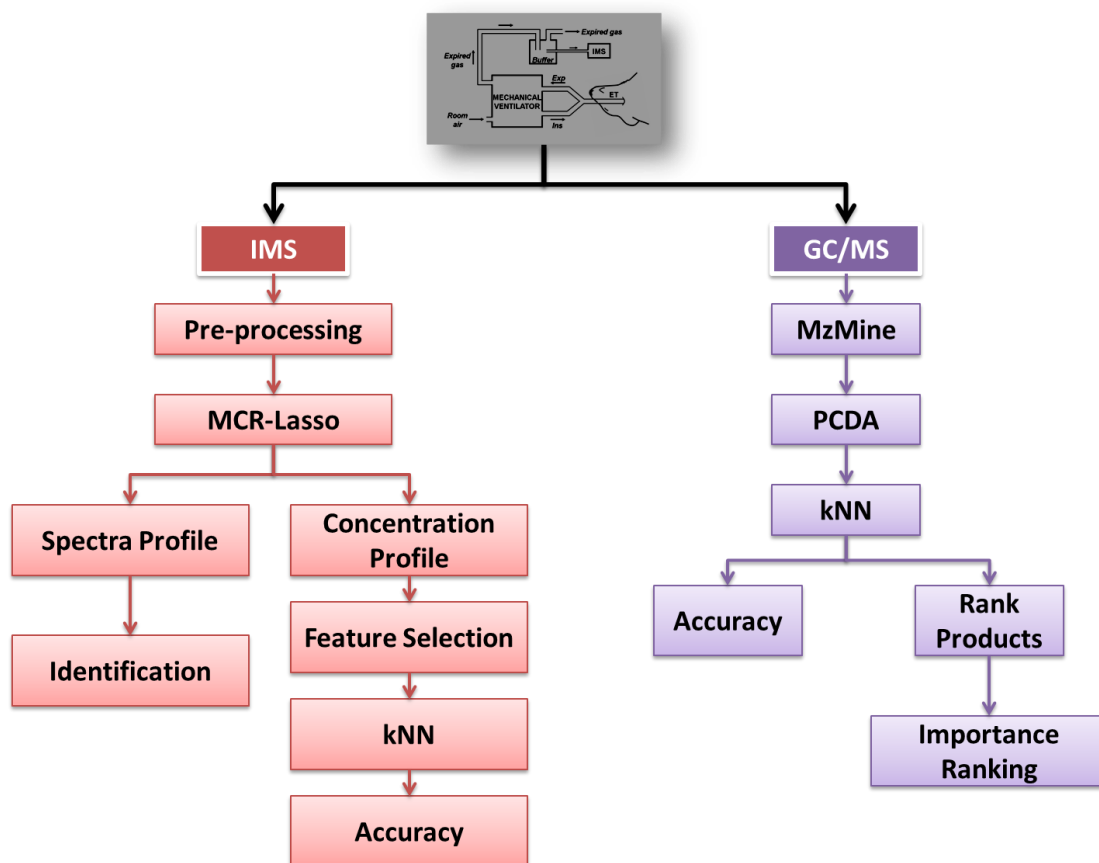 Expired gas
IMS
Buffer
Expired
gas
Exp
ET
MECHANICAL
VENTILATOR
Room
air
Ins
IMS
GC/MS
Pre-processing
MzMine
MCR-Lasso
PCDA
Spectra Profile
Concentration
Profile
kNN
Identification
Feature Selection
Accuracy
Rank
Products
kNN
Importance
Ranking
Accuracy